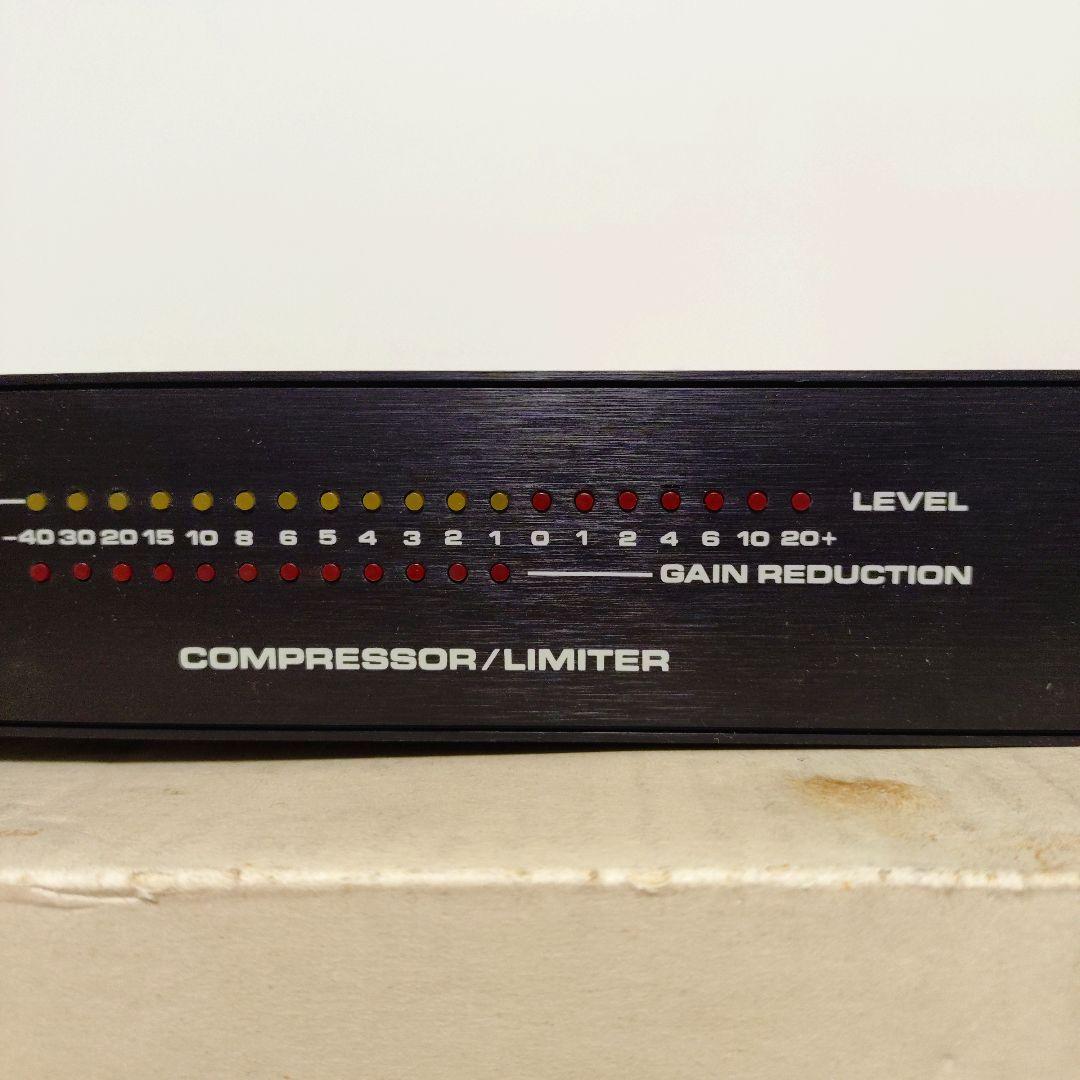 LEVEL
-40 30 20 15 10 8 6 5 4 3 2 1 0 1 2 4 6 10 20+
GAIN REDUCTION
COMPRESSOR/LIMITER